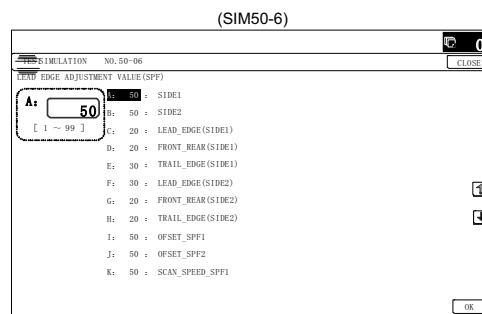 (SIM50-6)
0
TEST SIMULATION NO.50-06
CLOSE
LEAD EDGE ADJUSTMENT VALUE(SPF)
A: 50
[ 1 ~ 99 ]
A: 50 : SIDE1
B: 50 : SIDE2
C: 20 : LEAD_EDGE(SIDE1)
D: 20 : FRONT_REAR(SIDE1)
E: 30 : TRAIL_EDGE(SIDE1)
F: 30 : LEAD_EDGE(SIDE2)
G: 20 : FRONT_REAR(SIDE2)
H: 20 : TRAIL_EDGE(SIDE2)
I: 50 : OFSET_SPF1
J: 50 : OFSET_SPF2
K: 50 : SCAN_SPEED_SPF1
OK